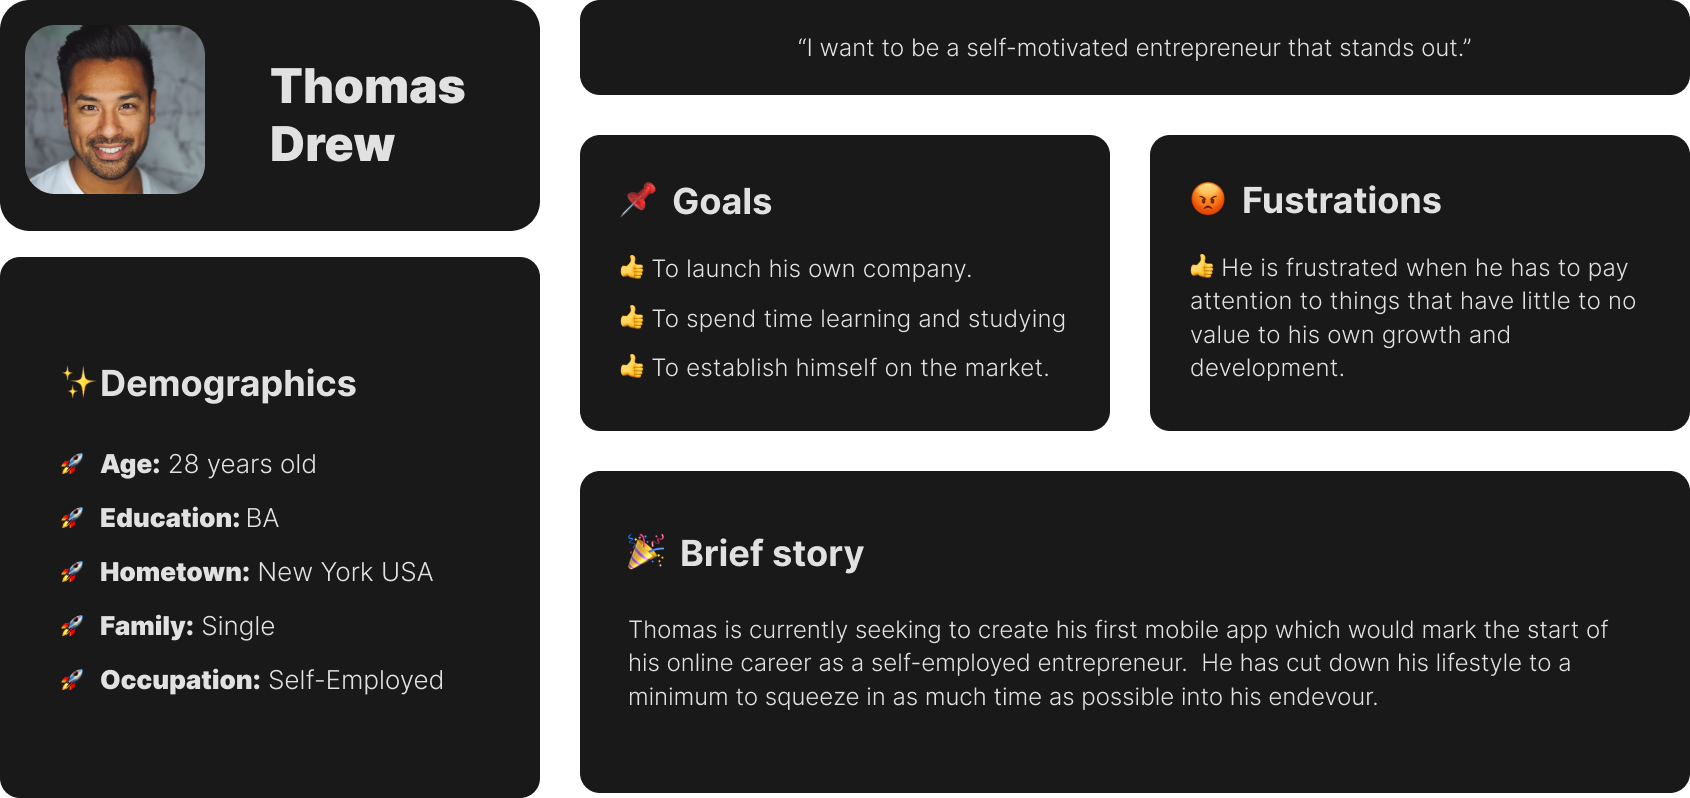 Thomas
Drew
“I want to be a self-motivated entrepreneur that stands out.”
✨Demographics
🚀 Age: 28 years old
🚀 Education: BA
🚀 Hometown: New York USA
🚀 Family: Single
🚀 Occupation: Self-Employed
📌 Goals
👍 To launch his own company.
👍 To spend time learning and studying
👍 To establish himself on the market.
😡 Fustrations
👍 He is frustrated when he has to pay
attention to things that have little to no
value to his own growth and
development.
🎉 Brief story
Thomas is currently seeking to create his first mobile app which would mark the start of
his online career as a self-employed entrepreneur.  He has cut down his lifestyle to a
minimum to squeeze in as much time as possible into his endevour.